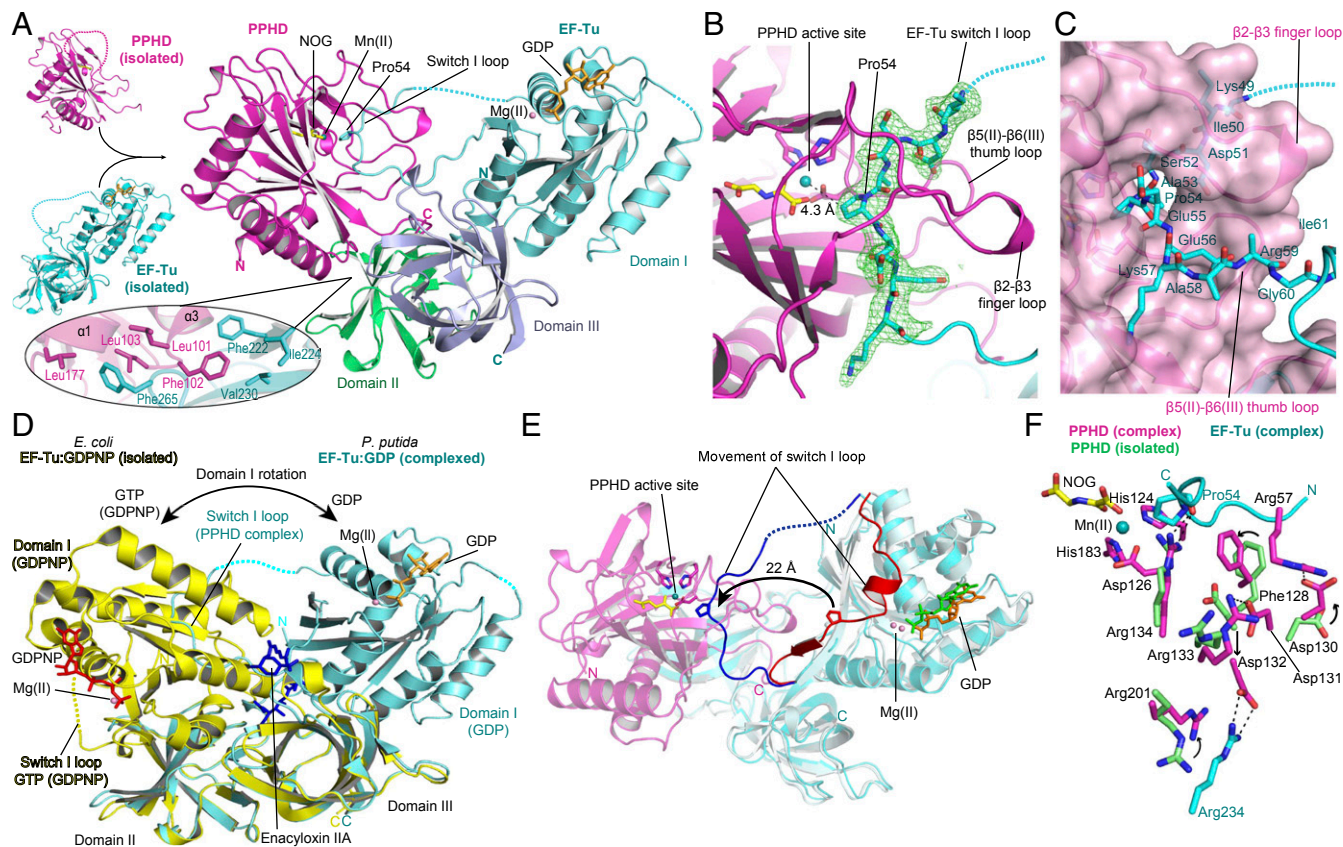 A
PPHD
(isolated)
EF-Tu
(isolated)
PPHD
NOG
Mn(II)
Pro54
Switch I loop
EF-Tu
GDP
Mg(II)
N
N
C
C
Domain I
Domain III
Domain II
α1
α3
Leu103
Leu101
Phe222
Ile224
Leu177
Phe102
Phe265
Val230
B
PPHD active site
EF-Tu switch I loop
Pro54
β5(II)-β6(III)
thumb loop
4.3 Å
β2-β3
finger loop
C
β2-β3 finger loop
Lys49
Ile50
Asp51
Ser52
Ala53
Pro54
Glu55
Glu56
Ile61
Arg59
Lys57
Ala58
Gly60
β5(II)-β6(III) thumb loop
D
E. coli
EF-Tu:GDPNP (isolated)
P. putida
EF-Tu:GDP (complexed)
Domain I rotation
GTP
(GDPNP)
GDP
Switch I loop
(PPHD complex)
Mg(II)
GDP
Domain I
(GDPNP)
N
GDPNP
Mg(II)
Domain I
(GDP)
Switch I loop
GTP (GDPNP)
Domain III
C
C
Domain II
Enacyloxin IIA
E
Movement of switch I loop
PPHD active site
N
22 Å
N
C
Mg(II)
GDP
C
F
PPHD (complex)
EF-Tu (complex)
PPHD (isolated)
NOG
C
His124
Pro54
Arg57
N
Mn(II)
His183
Asp126
Phe128
Arg134
Asp130
Arg133
Asp132
Asp131
Arg201
Arg234